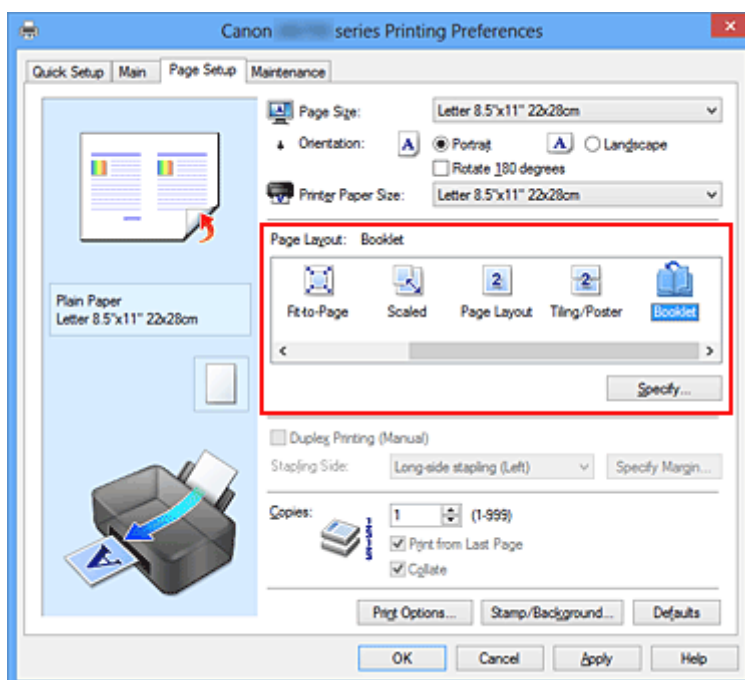 Canon series Printing Preferences
Quick Setup Main Page Setup Maintenance
Page Size: Letter 8.5"x11" 22x28cm
Orientation: A Portrait A Landscape
Rotate 180 degrees
Printer Paper Size: Letter 8.5"x11" 22x28cm
Page Layout: Booklet
Fit-to-Page Scaled Page Layout Tiling/Poster Booklet
Specify...
Plain Paper
Letter 8.5"x11" 22x28cm
Duplex Printing (Manual)
Stapling Side: Long-side stapling (Left) Specify Margin...
Copies: 1 (1-999)
Print from Last Page
Collate
Print Options... Stamp/Background... Defaults
OK Cancel Apply Help